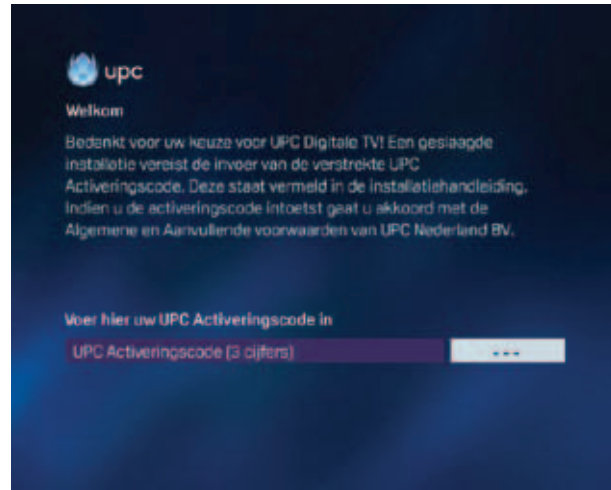 upc
Welkom
Bedankt voor uw keuze voor UPC Digitale TV! Een geslaagde
installatie vereist de invoer van de verstrekte UPC
Activeringscode. Deze staat vermeld in de installatiehandleiding.
Indien u de activeringscode intoetst gaat u akkoord met de
Algemene en Aanvullende voorwaarden van UPC Nederland BV.
Voer hier uw UPC Activeringscode in
UPC Activeringscode (3 cijfers) ---